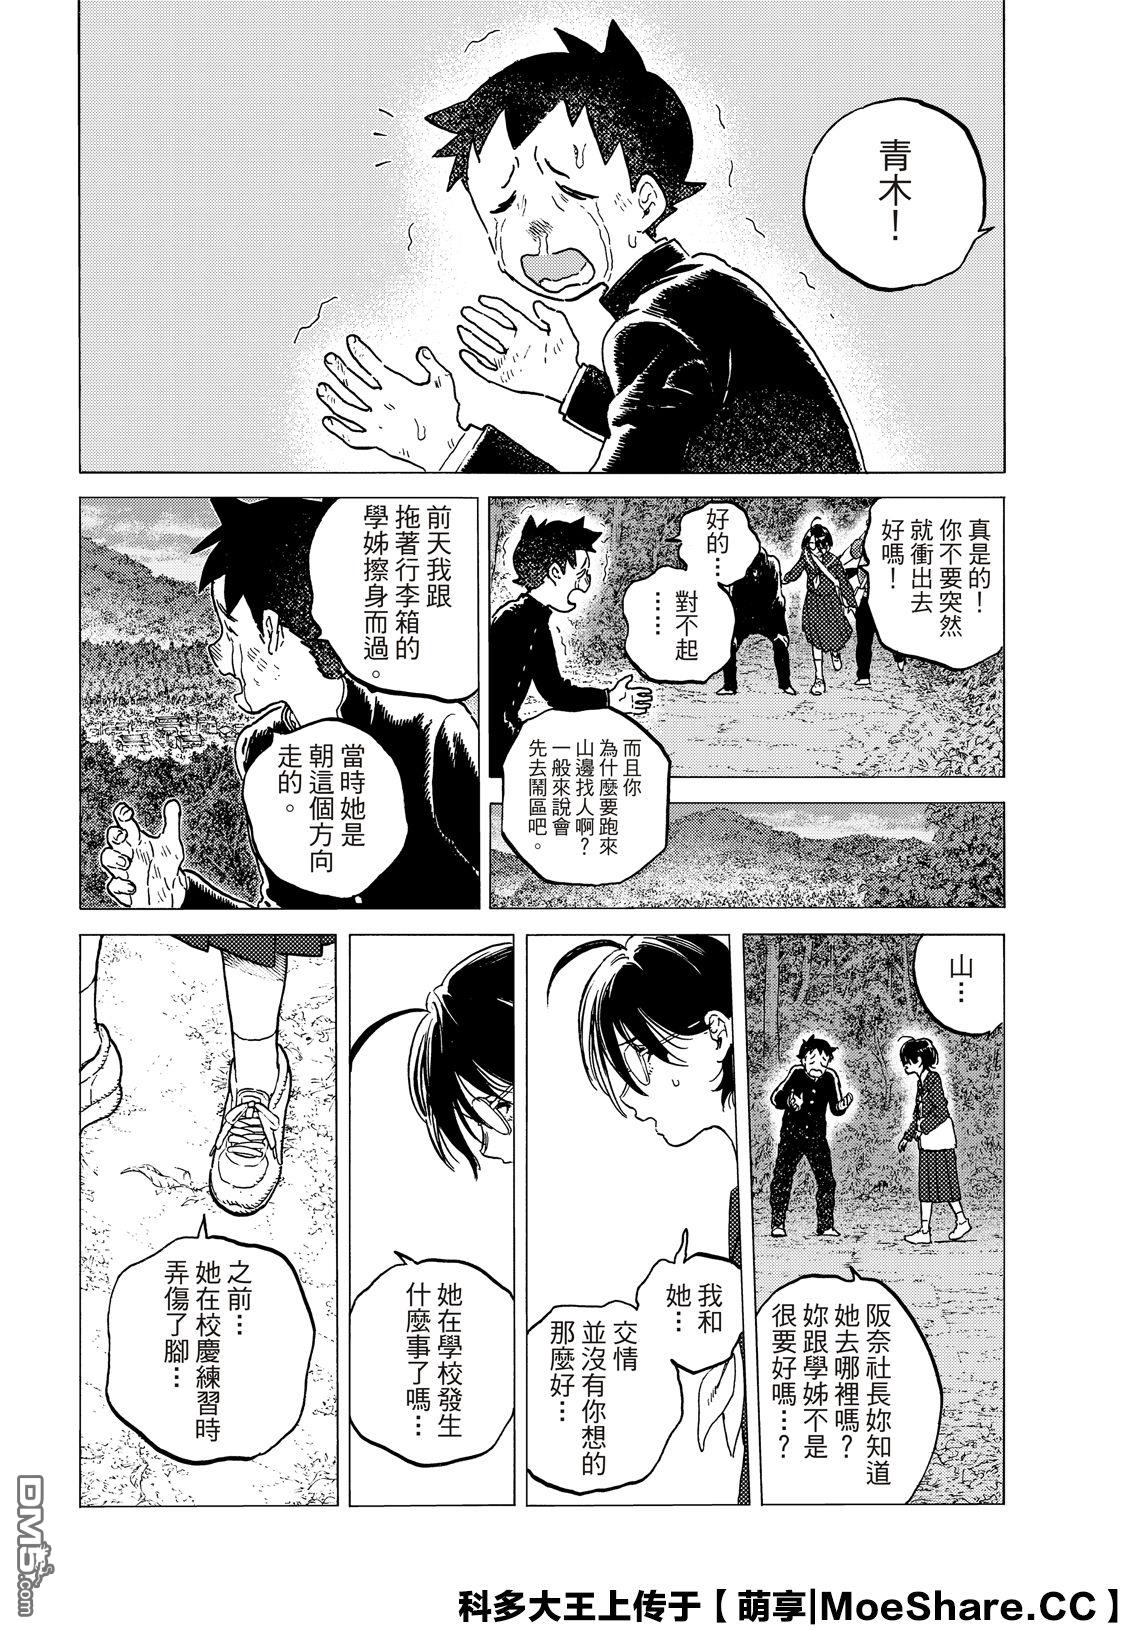 青木！
真是的！
你不要突然
就衝出去
好嗎！
好的…
對不起
……
而且你
為什麼要跑來
山邊找人啊？
一般來說會
先去鬧區吧。
前天我跟
拖著行李箱的
學姊擦身而過。
當時她是
朝這個方向
走的。
山…
阪奈社長妳知道
她去哪裡嗎？
妳跟學姊不是
很要好嗎…？
我和
她…
交情
並沒有你想的
那麼好…
她在學校發生
什麼事了嗎…
之前…
她在校慶練習時
弄傷了腳…
DM5.com
科多大王上传于【萌享|MoeShare.CC】